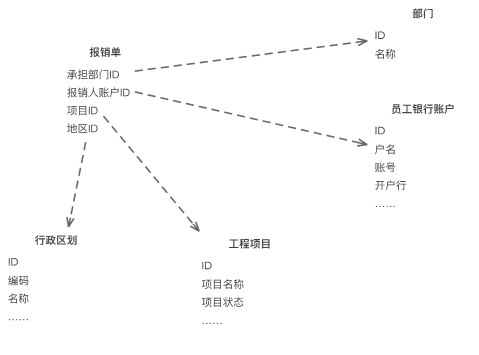 部门
ID
名称
报销单
承担部门ID
报销人账户ID
项目ID
地区ID
员工银行账户
ID
户名
账号
开户行
……
行政区划
ID
编码
名称
……
工程项目
ID
项目名称
项目状态
……